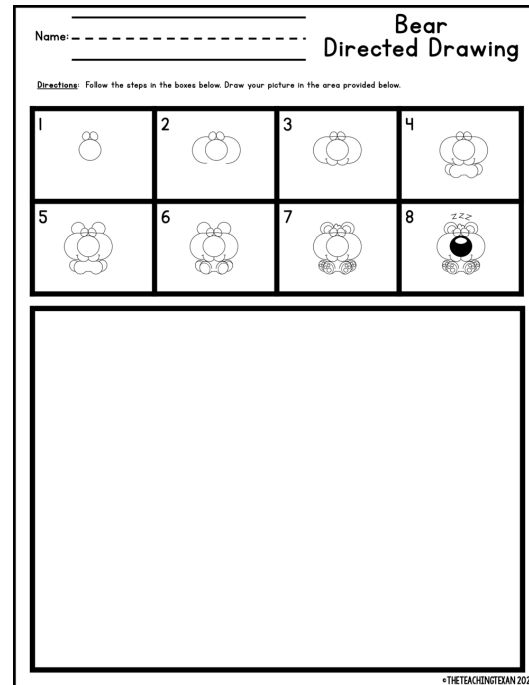 Bear
Name:
Directed Drawing
Directions: Follow the steps in the boxes below. Draw your picture in the area provided below.
1 2 3 4
5 6 7 8
ZZZ
©THETEACHINGTEXAN 202